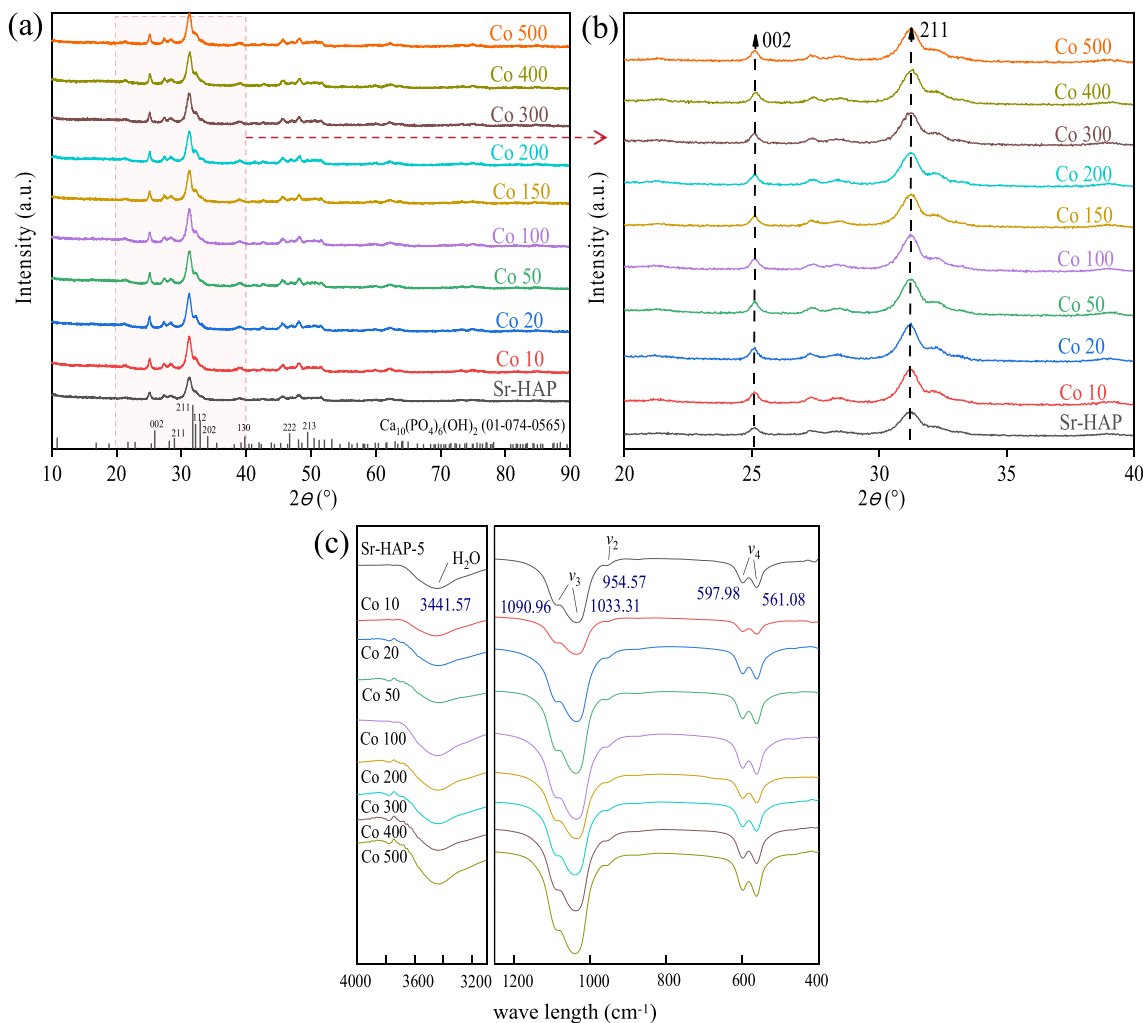 (a)
Co 500
Co 400
Co 300
Co 200
Co 150
Co 100
Co 50
Co 20
Co 10
Sr-HAP
211
112
002
211
202
130
222
213
Ca10(PO4)6(OH)2 (01-074-0565)
10 20 30 40 50 60 70 80 90
2θ (°)
Intensity (a.u.)
(b)
002
211
Co 500
Co 400
Co 300
Co 200
Co 150
Co 100
Co 50
Co 20
Co 10
Sr-HAP
20 25 30 35 40
2θ (°)
Intensity (a.u.)
(c)
Sr-HAP-5
H2O
3441.57
v2
v3
954.57
1090.96
1033.31
v4
597.98
561.08
Co 10
Co 20
Co 50
Co 100
Co 200
Co 300
Co 400
Co 500
4000 3600 3200 1200 1000 800 600 400
wave length (cm-1)